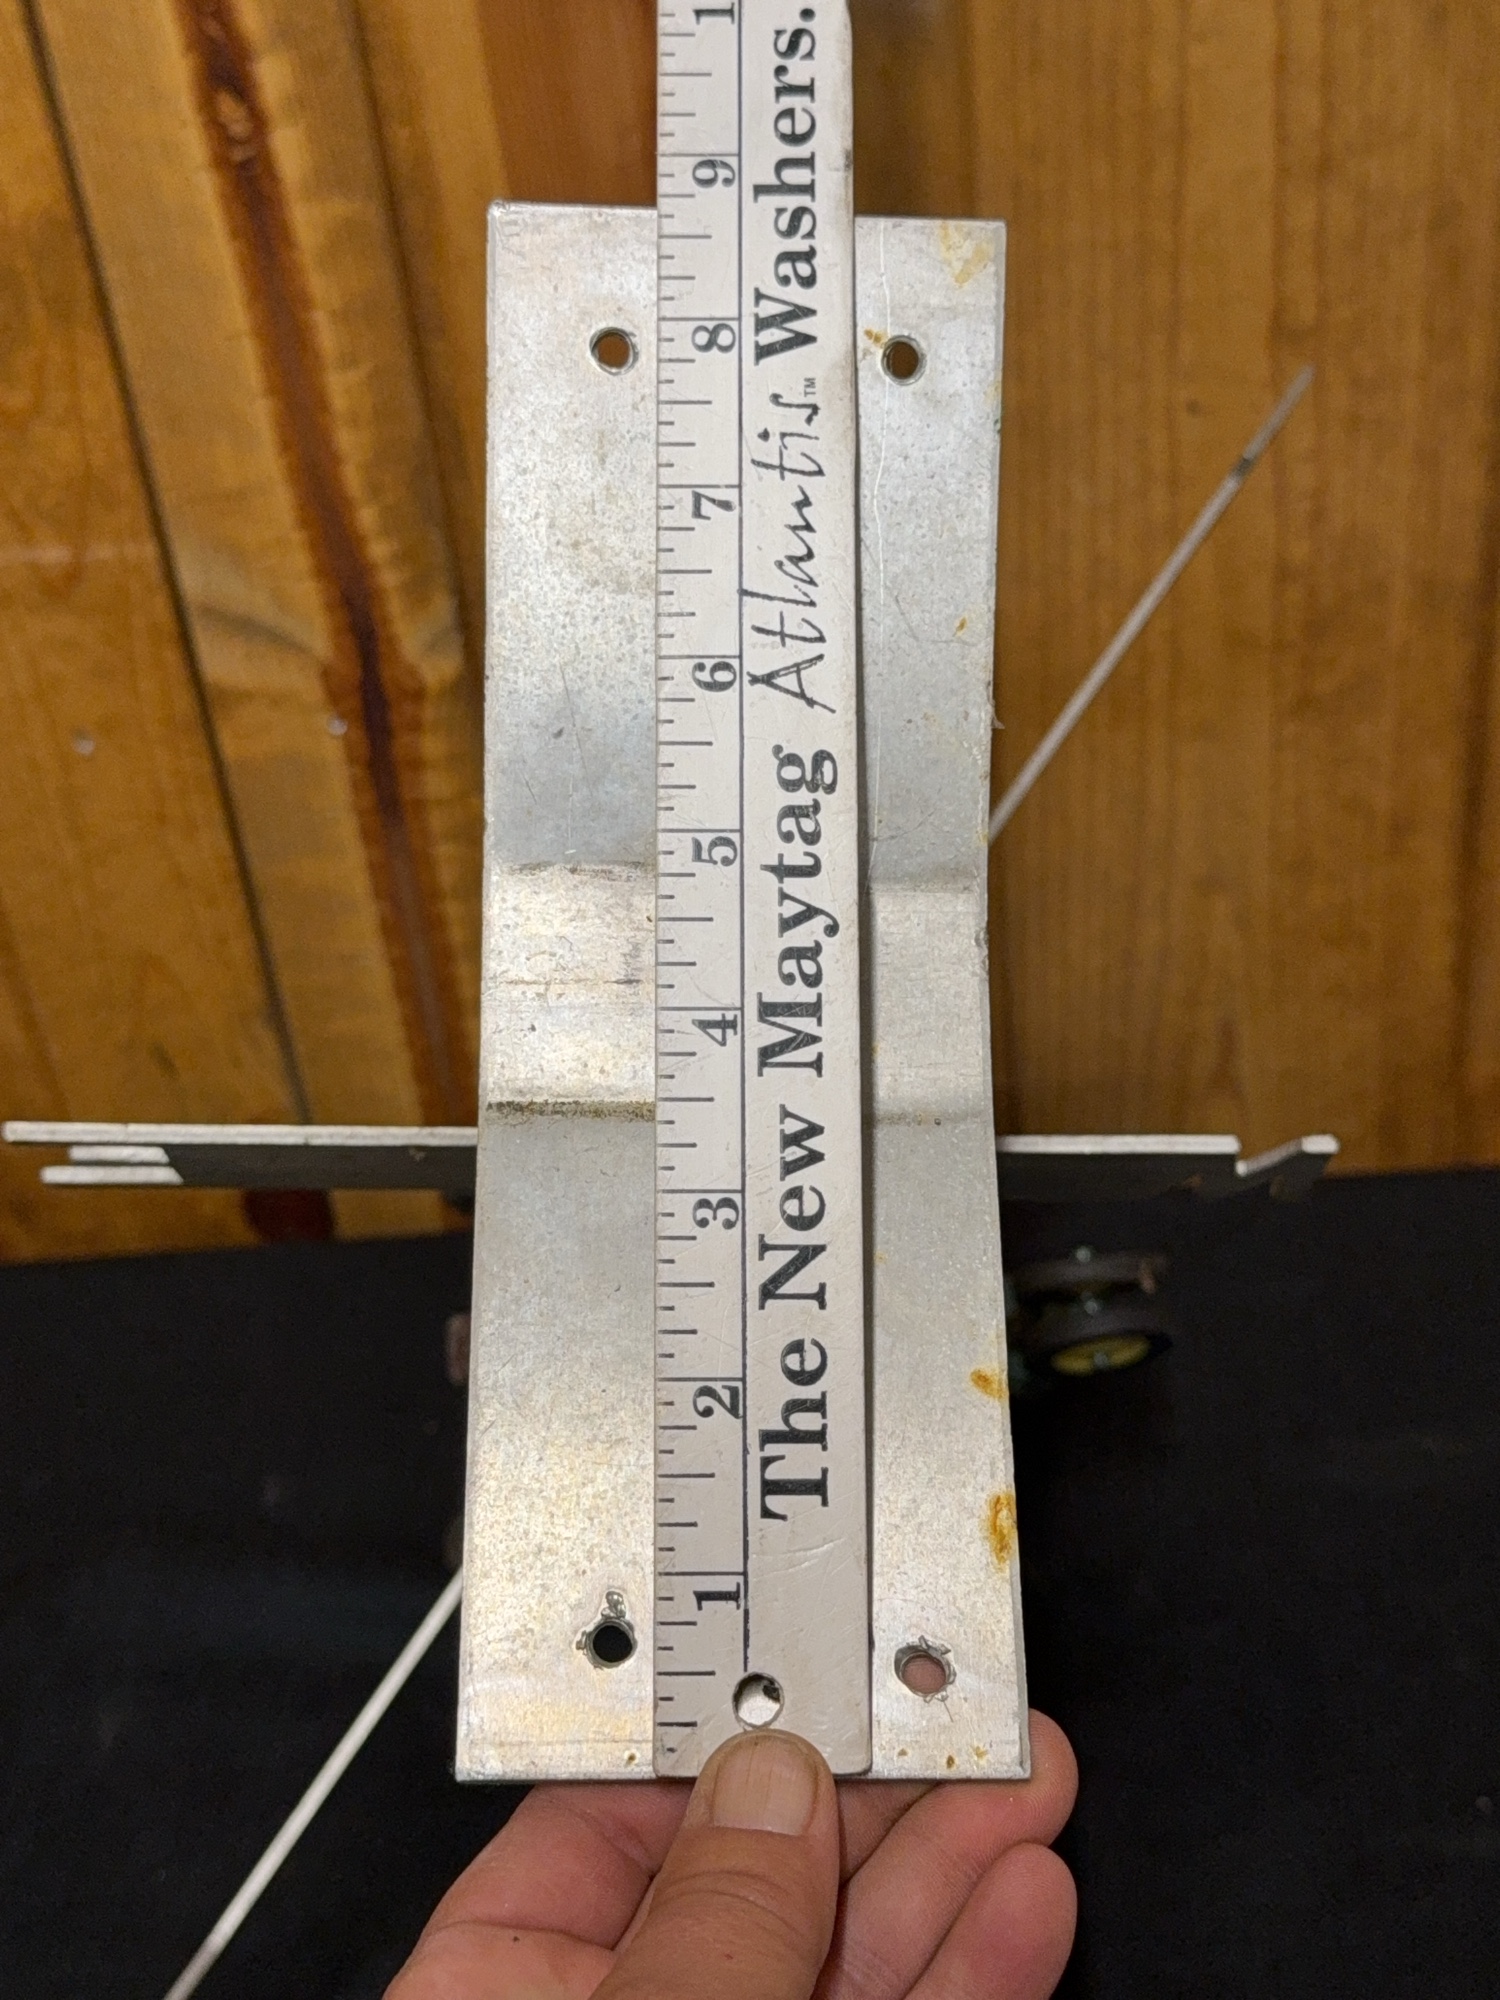 The New Maytag Atlantis™ Washers.
1 2 3 4 5 6 7 8 9 1